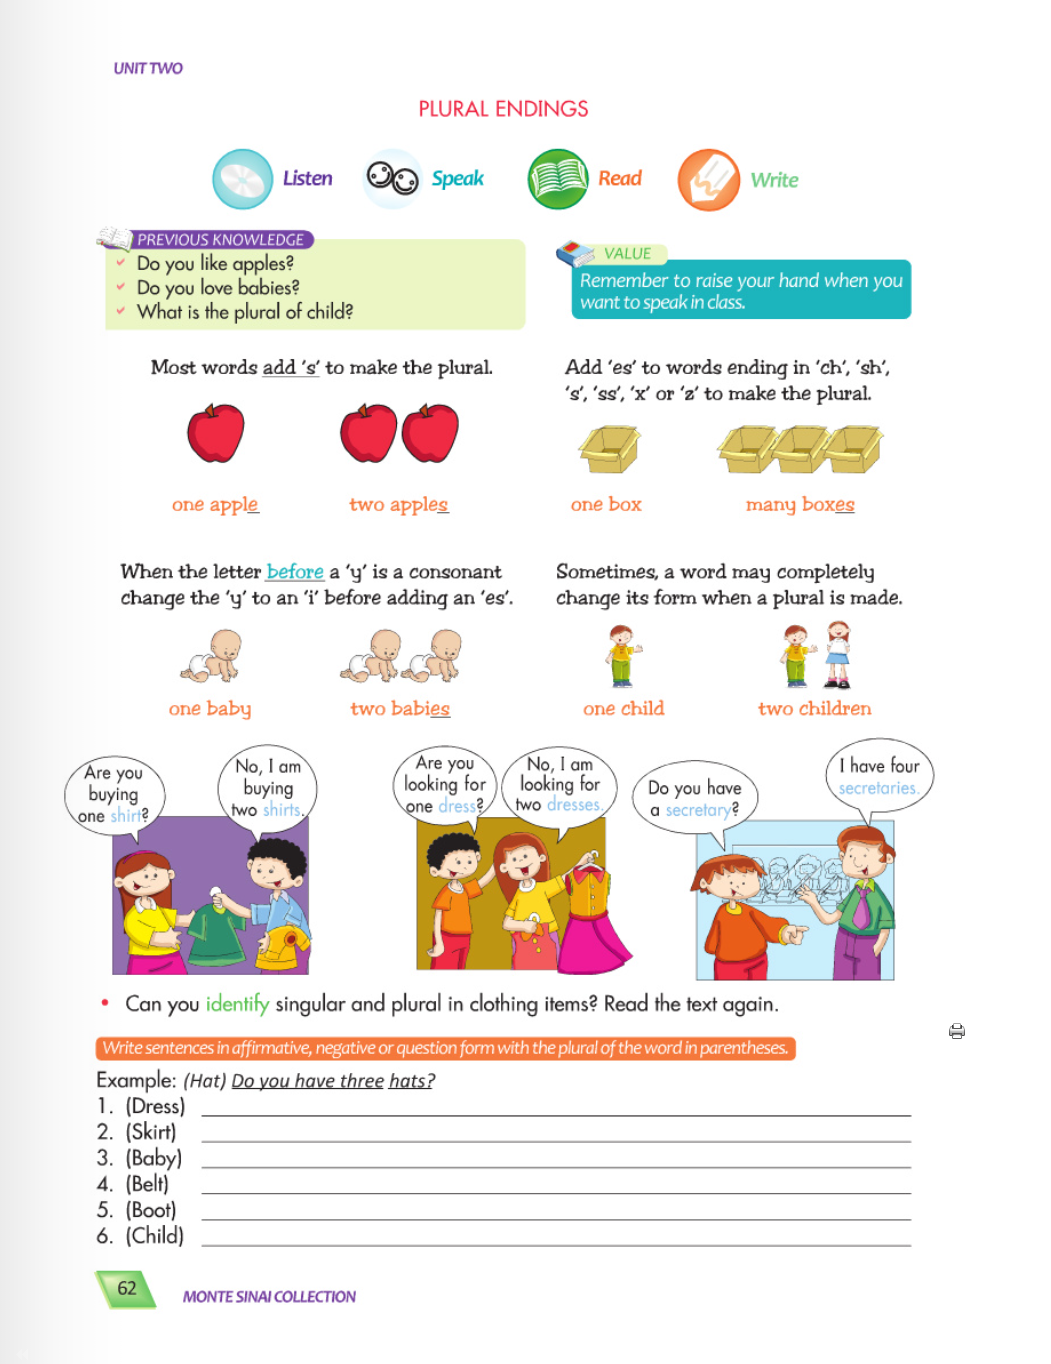 UNIT TWO
PLURAL ENDINGS
Listen Speak Read Write
PREVIOUS KNOWLEDGE
Do you like apples?
Do you love babies?
What is the plural of child?
VALUE
Remember to raise your hand when you
want to speak in class.
Most words add 's' to make the plural.
one apple two apples
Add 'es' to words ending in 'ch', 'sh',
's', 'ss', 'x' or 'z' to make the plural.
one box many boxes
When the letter before a 'y' is a consonant
change the 'y' to an 'i' before adding an 'es'.
one baby two babies
Sometimes, a word may completely
change its form when a plural is made.
one child two children
Are you
buying
one shirt?
No, I am
buying
two shirts.
Are you
looking for
one dress?
No, I am
looking for
two dresses.
Do you have
a secretary?
I have four
secretaries.
• Can you identify singular and plural in clothing items? Read the text again.
Write sentences in affirmative, negative or question form with the plural of the word in parentheses.
Example: (Hat) Do you have three hats?
1. (Dress)
2. (Skirt)
3. (Baby)
4. (Belt)
5. (Boot)
6. (Child)
62 MONTE SINAI COLLECTION